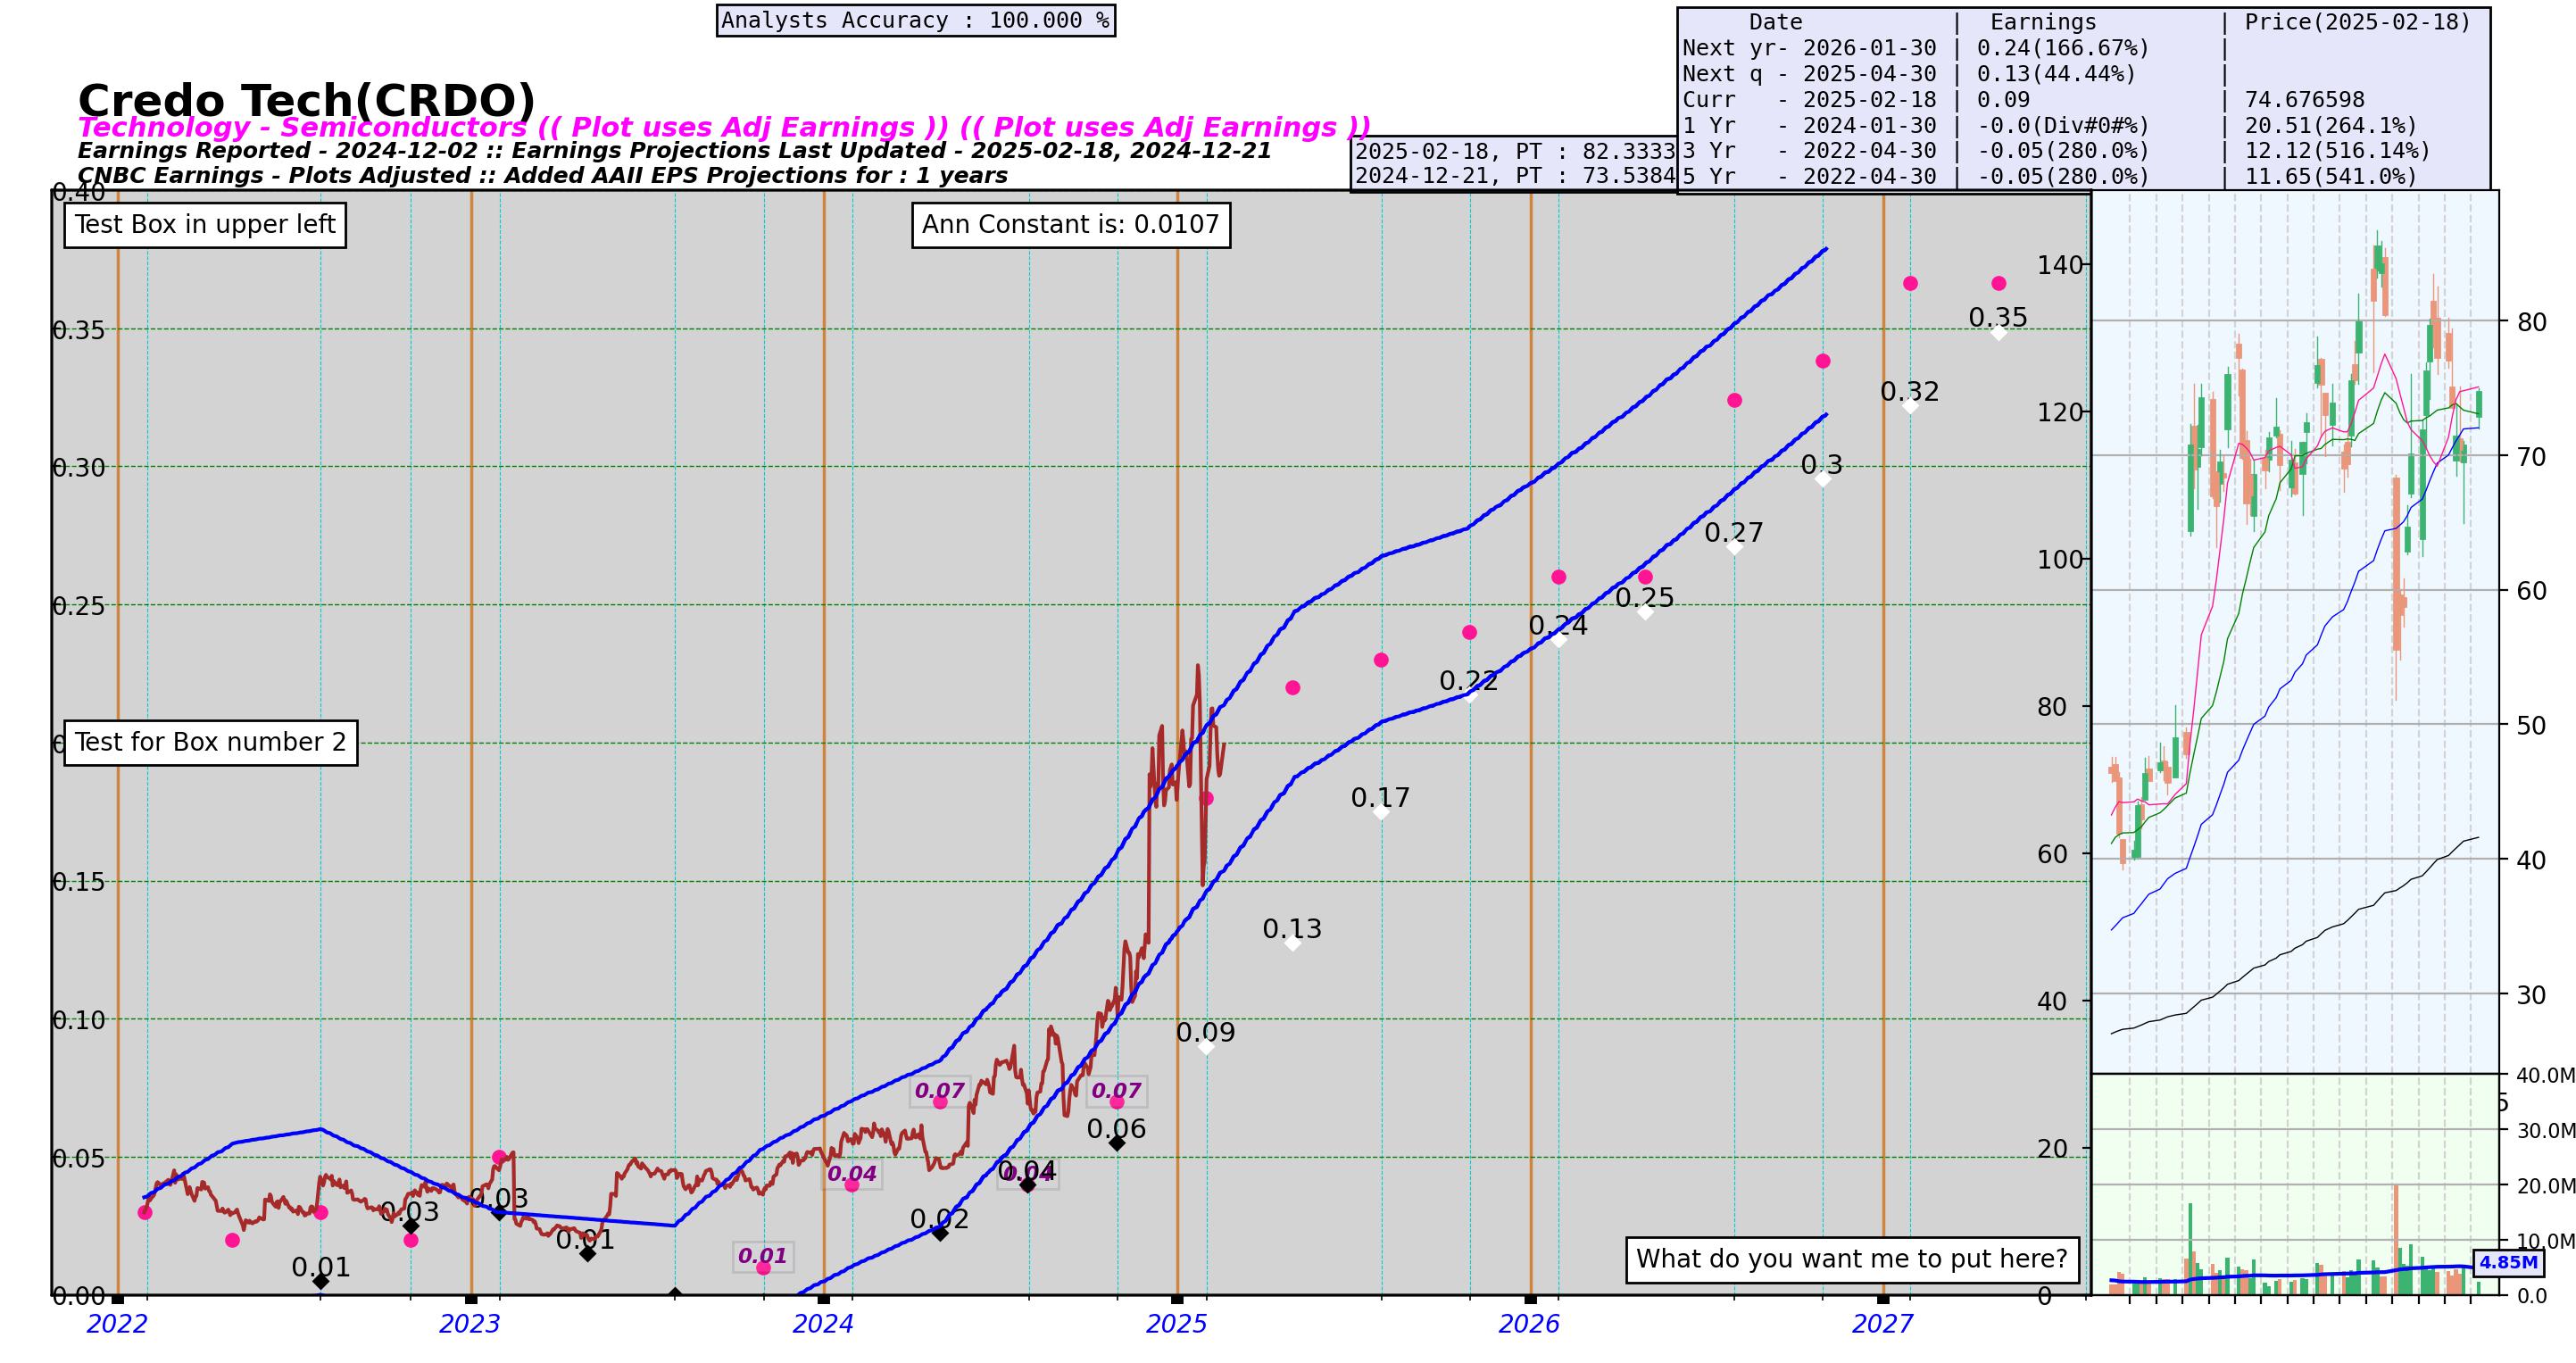 Analysts Accuracy : 100.000 %
Date | Earnings | Price(2025-02-18)
Next yr- 2026-01-30 | 0.24(166.67%) |
Next q - 2025-04-30 | 0.13(44.44%) |
Curr - 2025-02-18 | 0.09 | 74.676598
1 Yr - 2024-01-30 | -0.0(Div#0#%) | 20.51(264.1%)
3 Yr - 2022-04-30 | -0.05(280.0%) | 12.12(516.14%)
5 Yr - 2022-04-30 | -0.05(280.0%) | 11.65(541.0%)
Credo Tech(CRDO)
Technology - Semiconductors (( Plot uses Adj Earnings )) (( Plot uses Adj Earnings ))
Earnings Reported - 2024-12-02 :: Earnings Projections Last Updated - 2025-02-18, 2024-12-21
CNBC Earnings - Plots Adjusted :: Added AAII EPS Projections for : 1 years
2025-02-18, PT : 82.3333
2024-12-21, PT : 73.5384
0.40
Test Box in upper left
Ann Constant is: 0.0107
0.35
0.30
0.25
Test for Box number 2
0.15
0.10
0.05
0.00
0.01
0.03
0.03
0.01
0.01
0.04
0.07
0.02
0.04
0.07
0.06
0.09
0.13
0.17
0.22
0.24
0.25
0.27
0.3
0.32
0.35
140
120
100
80
60
40
20
0
What do you want me to put here?
80
70
60
50
40
30
40.0M
30.0M
20.0M
10.0M
4.85M
0.0
2022
2023
2024
2025
2026
2027